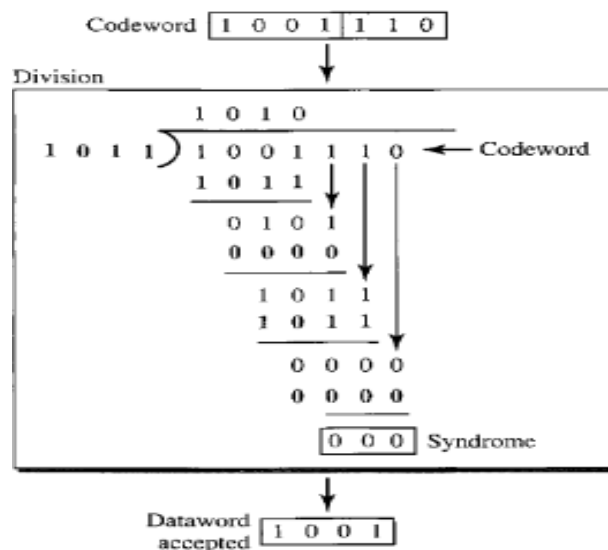 Codeword 1 0 0 1 1 1 0
Division
1 0 1 0
1 0 1 1 1 0 0 1 1 1 0 Codeword
1 0 1 1
0 1 0 1
0 0 0 0
1 0 1 1
1 0 1 1
0 0 0 0
0 0 0 0
0 0 0 Syndrome
Dataword
accepted 1 0 0 1